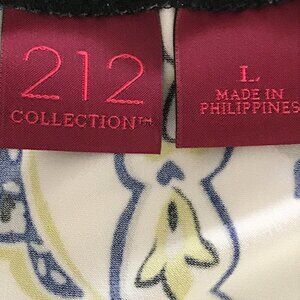 212
COLLECTION™
L
MADE IN
PHILIPPINES